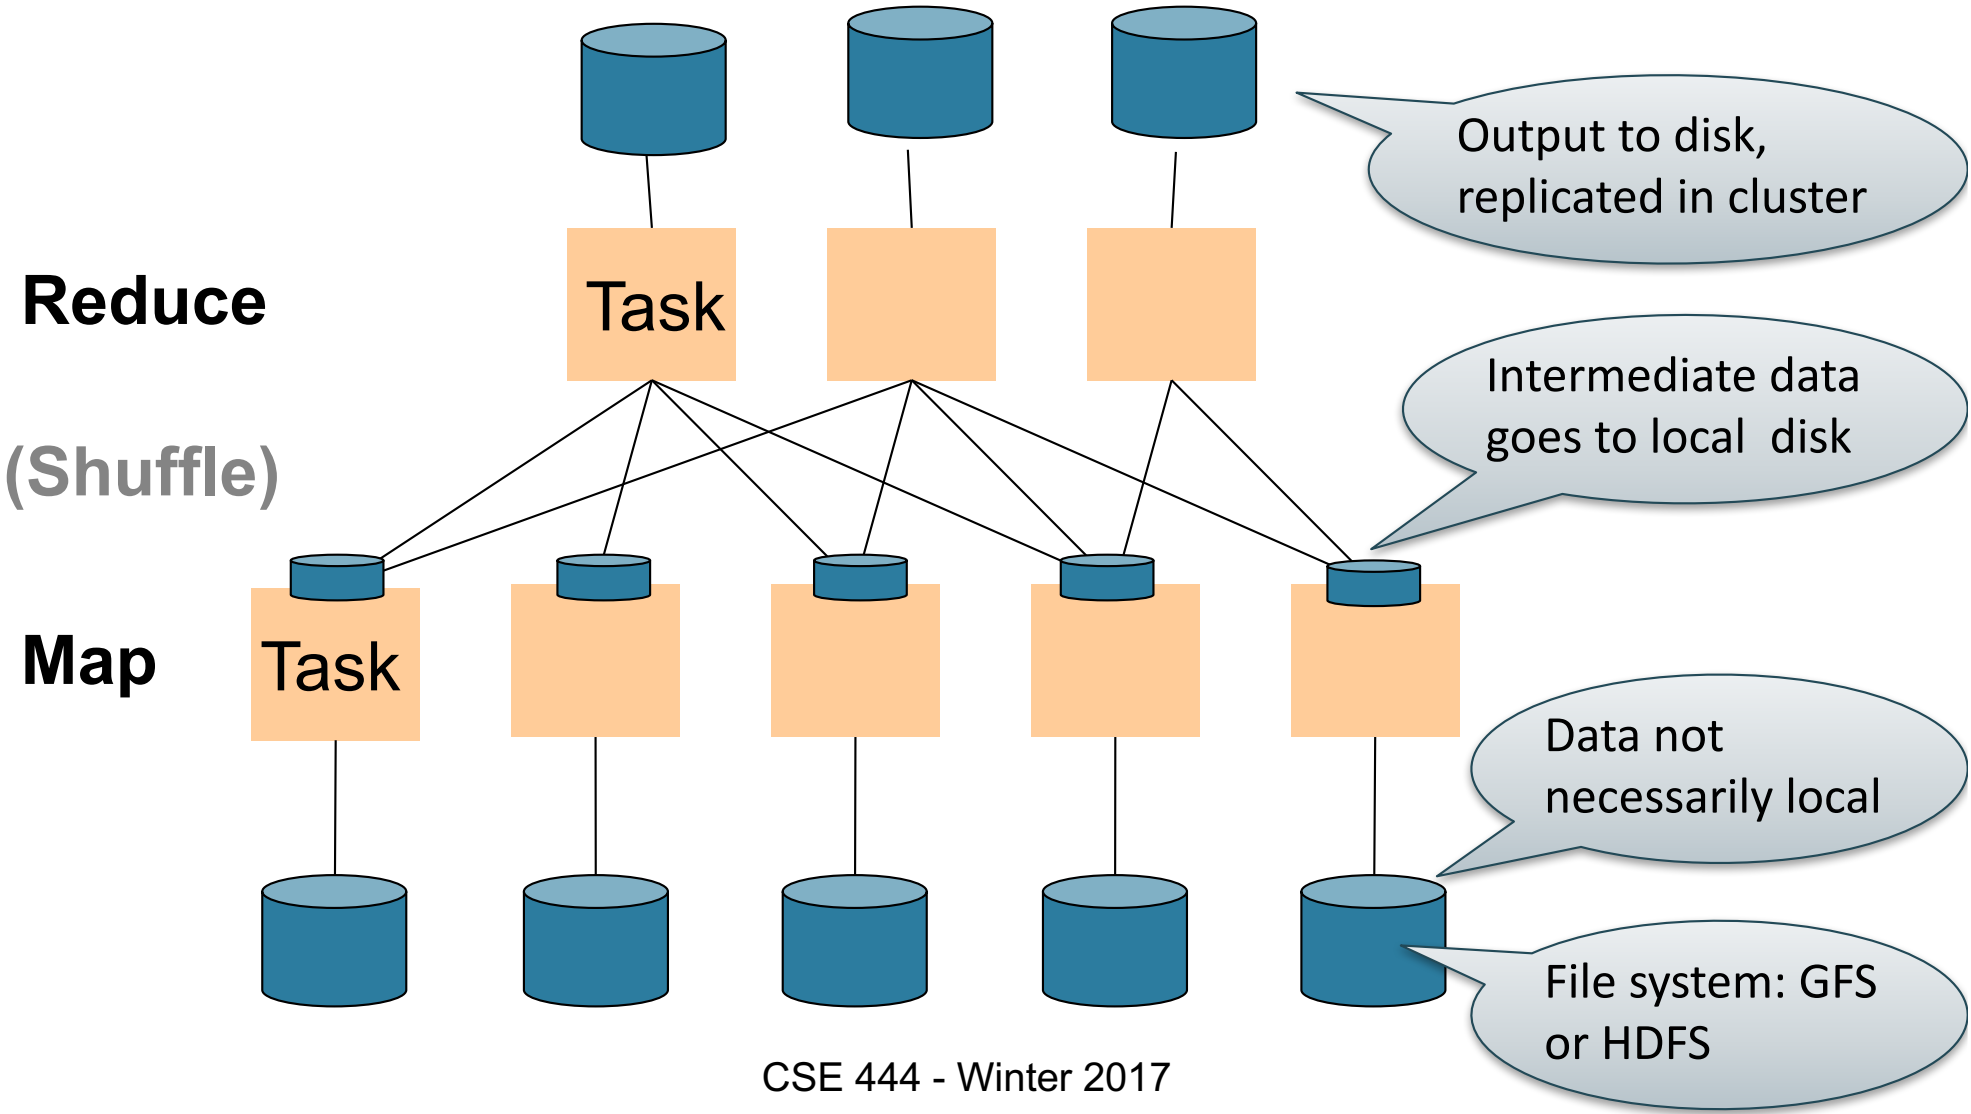 Output to disk,
replicated in cluster
Reduce
Task
Intermediate data
goes to local  disk
(Shuffle)
Map
Task
Data not
necessarily local
File system: GFS
or HDFS
CSE 444 - Winter 2017